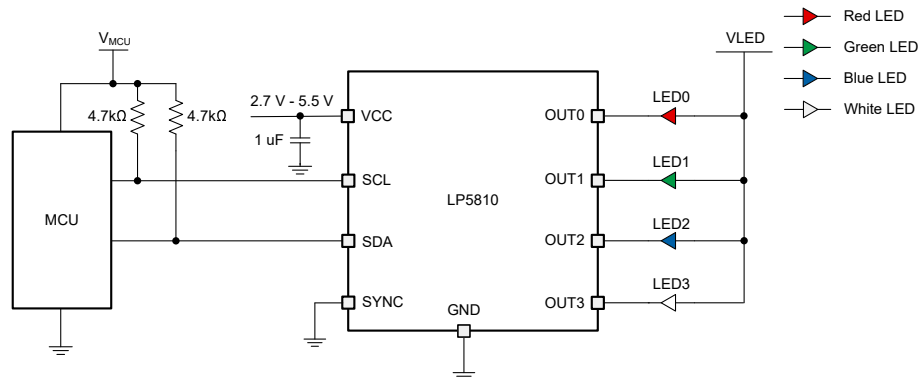 V_MCU
4.7kΩ
4.7kΩ
MCU
2.7 V - 5.5 V
1 uF
VCC
SCL
SDA
SYNC
LP5810
GND
OUT0
OUT1
OUT2
OUT3
LED0
LED1
LED2
LED3
VLED
Red LED
Green LED
Blue LED
White LED